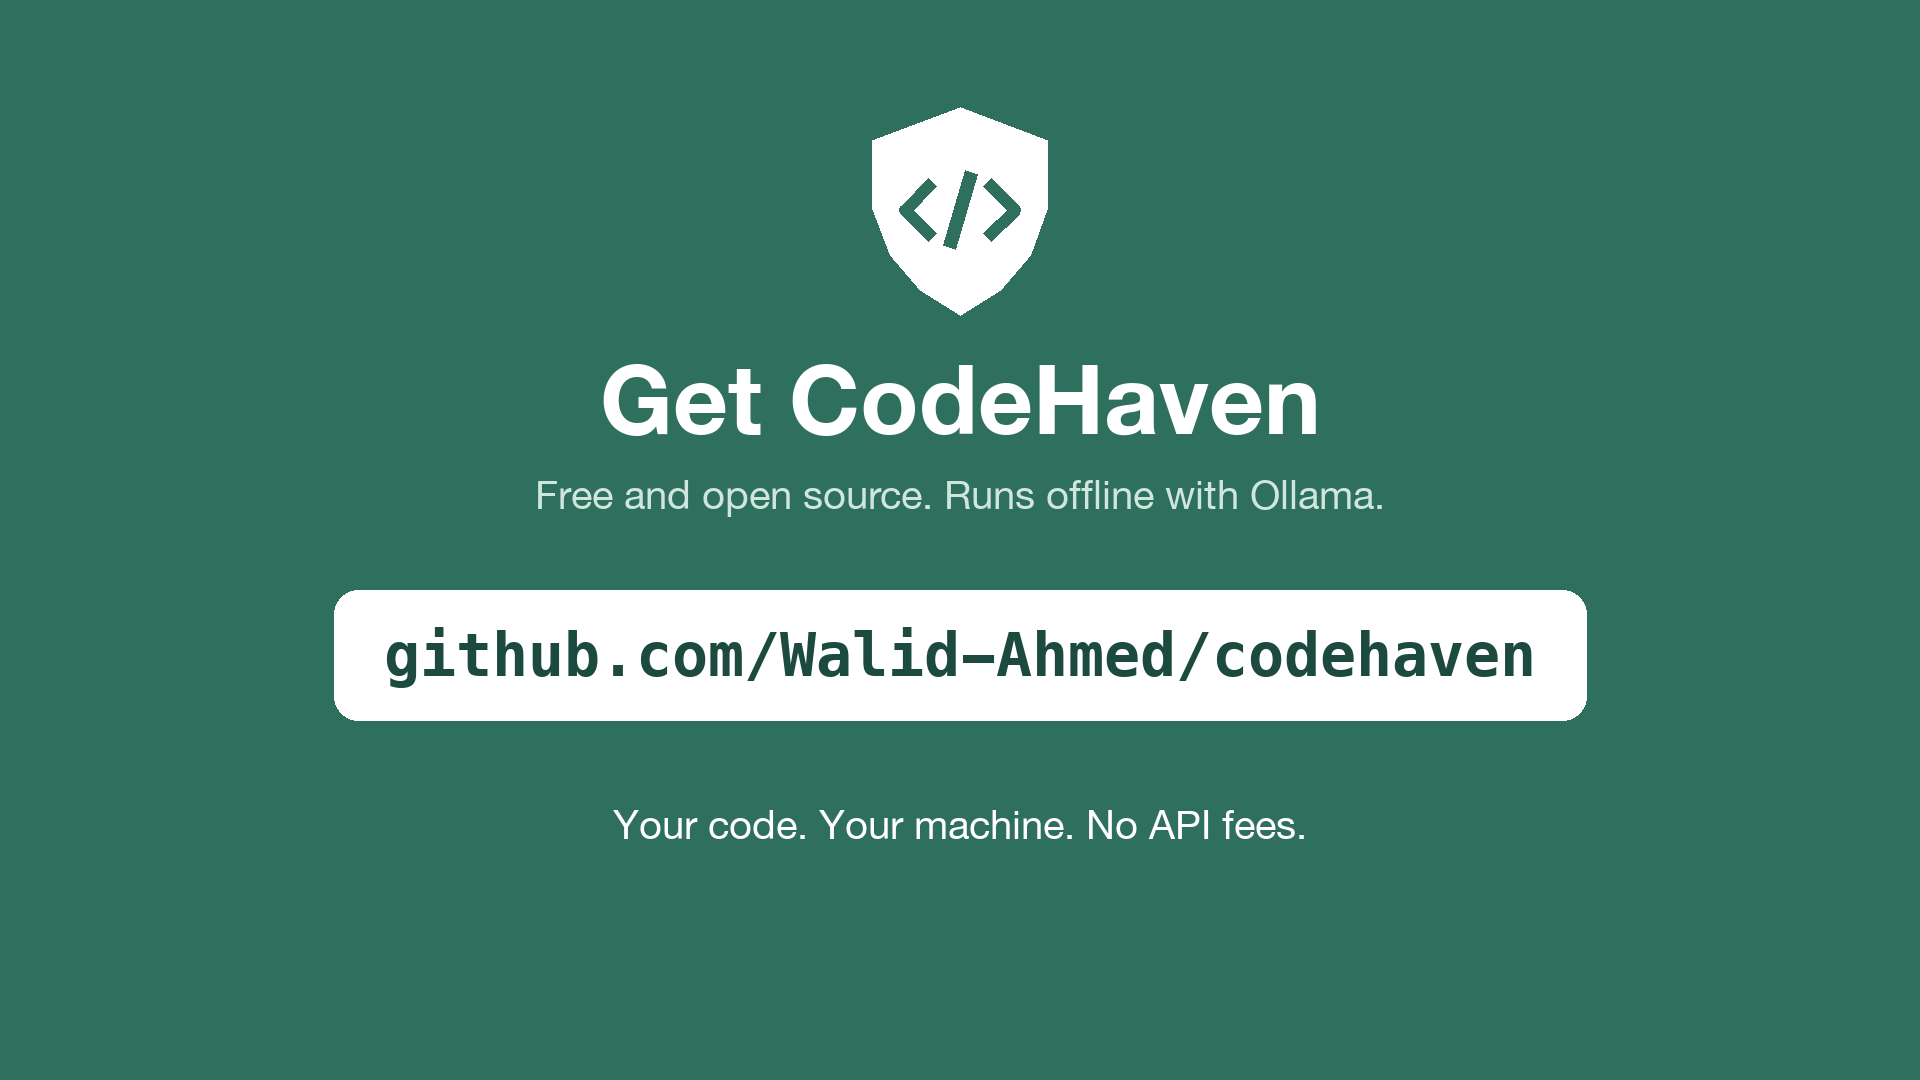 </>
Get CodeHaven
Free and open source. Runs offline with Ollama.
github.com/Walid-Ahmed/codehaven
Your code. Your machine. No API fees.